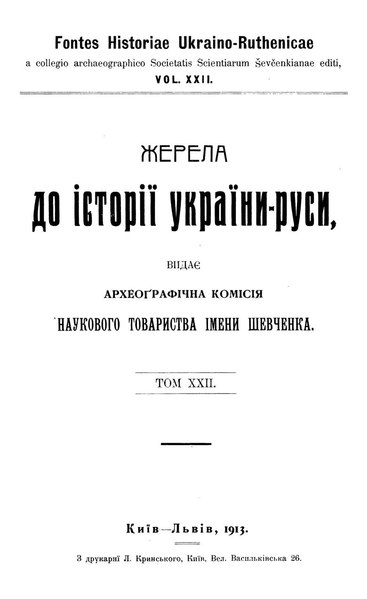 Fontes Historiae Ukraino-Ruthenicae
a collegio archaeographico Societatis Scientiarum Ševčenkianae editi,
VOL. XXII.
ЖЕРЕЛА
до історії україни-руси,
ВИДАЄ
АРХЕОҐРАФІЧНА КОМІСІЯ
НАУКОВОГО ТОВАРИСТВА ІМЕНИ ШЕВЧЕНКА.
ТОМ XXII.
Київ—Львів, 1913.
З друкарні Л. Кринського, Київ, Вел. Васильківська 26.